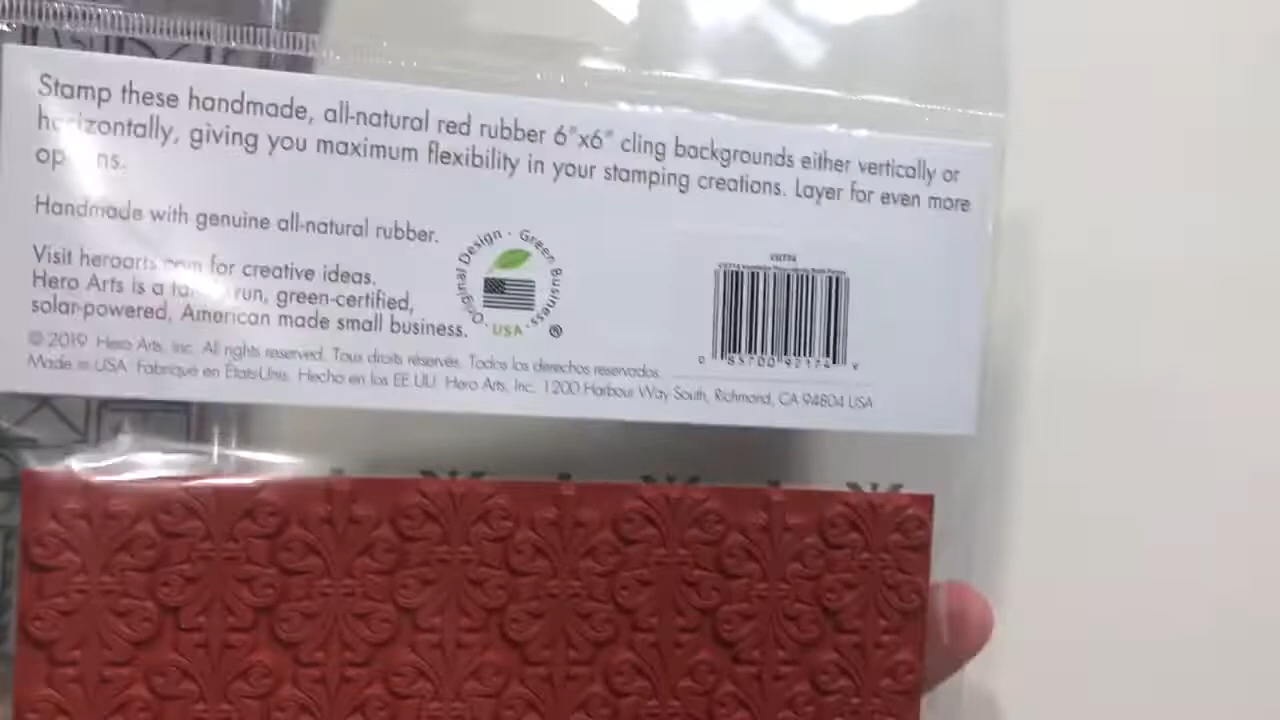 Stamp these handmade, all-natural red rubber 6"x6" cling backgrounds either vertically or
horizontally, giving you maximum flexibility in your stamping creations. Layer for even more
Handmade with genuine all-natural rubber.
Visit heroarts.com for creative ideas.
Hero Arts is a run, green-certified,
solar-powered, American made small business.
Original Design · Green Business · USA · ®
© 2019 Hero Arts, Inc. All rights reserved. Tous droits réservés. Todos los derechos reservados.
Made in USA Fabriqué en ÉtatsUnis. Hecho en los EE.UU. Hero Arts, Inc. 1200 Harbour Way South, Richmond, CA 94804 USA